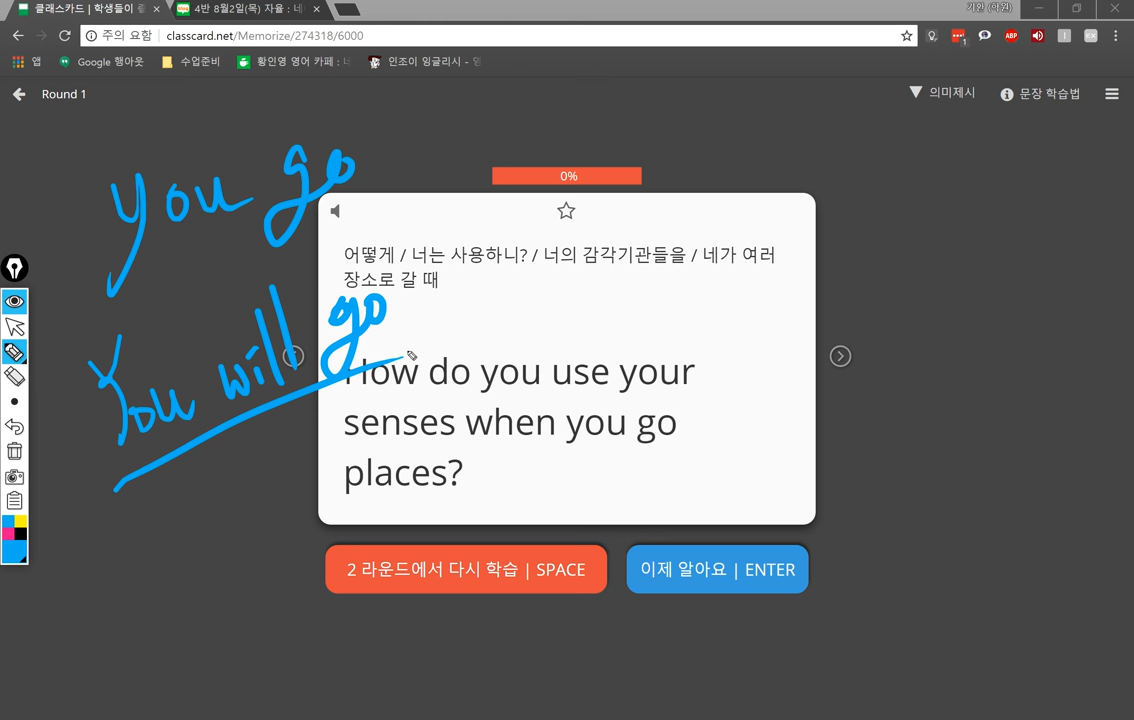 클래스카드 | 학생들이
4반 8월2일(목) 자율 : 네
기완 (학원)
주의 요함
classcard.net/Memorize/274318/6000
앱
Google 행아웃
수업준비
황인영 영어 카페 : 네
인조이 잉글리시 -
Round 1
의미제시
문장 학습법
you go
0%
어떻게 / 너는 사용하니? / 너의 감각기관들을 / 네가 여러
장소로 갈 때
You will go
How do you use your
senses when you go
places?
2 라운드에서 다시 학습 | SPACE
이제 알아요 | ENTER